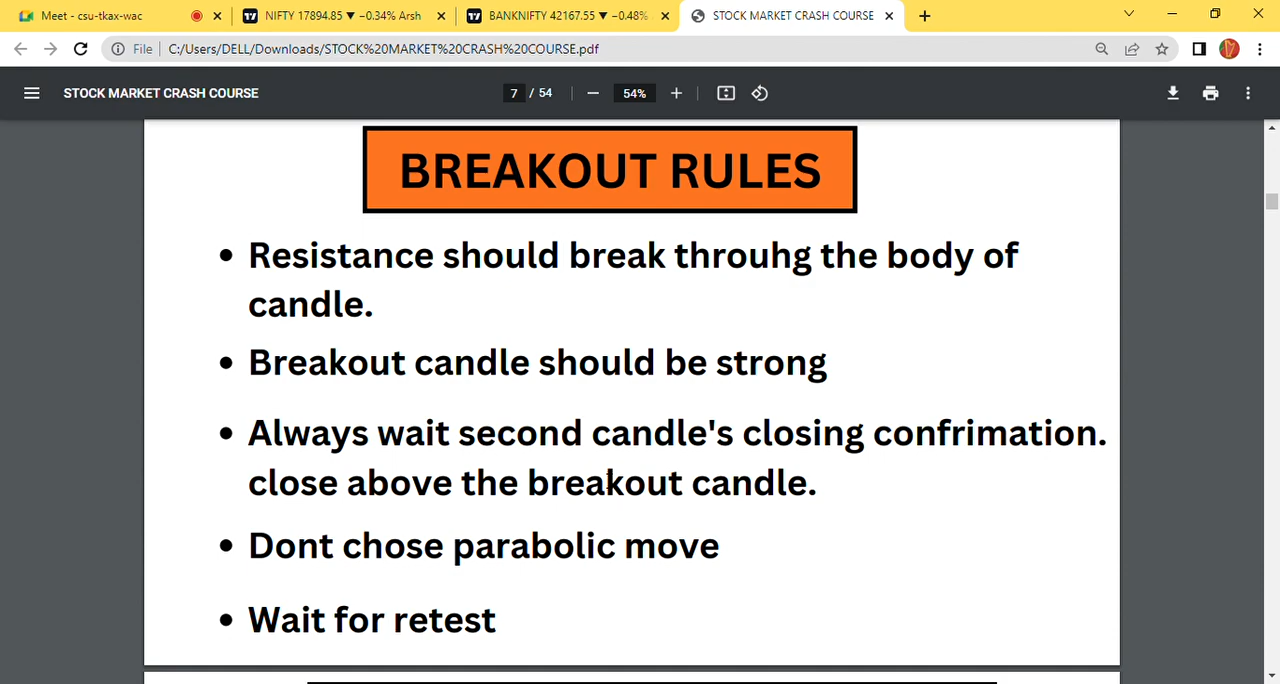 Meet - csu-tkax-wac
NIFTY 17894.85 ▼ −0.34% Arsh
BANKNIFTY 42167.55 ▼ −0.48%
STOCK MARKET CRASH COURSE
File
C:/Users/DELL/Downloads/STOCK%20MARKET%20CRASH%20COURSE.pdf
STOCK MARKET CRASH COURSE
7 / 54
54%
BREAKOUT RULES
• Resistance should break throuhg the body of
candle.
• Breakout candle should be strong
• Always wait second candle's closing confrimation.
close above the breakout candle.
• Dont chose parabolic move
• Wait for retest